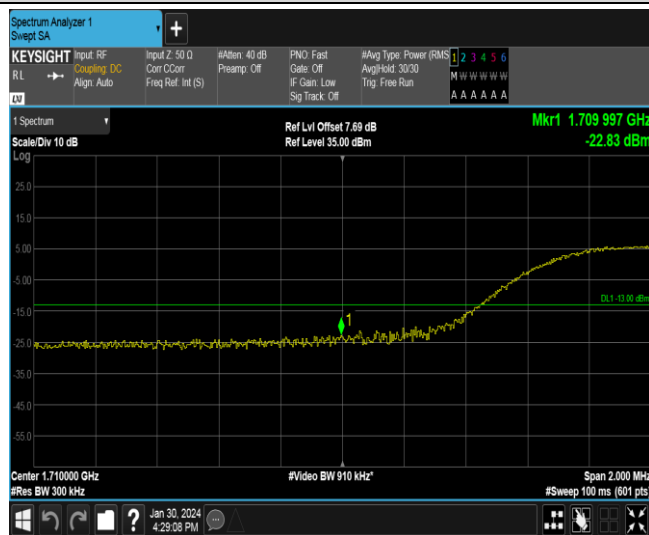 Spectrum Analyzer 1
Swept SA
KEYSIGHT Input: RF Input Z: 50 Ω #Atten: 40 dB PNO: Fast #Avg Type: Power (RMS 1 2 3 4 5 6
RL Coupling: DC Corr CCorr Preamp: Off Gate: Off Avg|Hold: 30/30 M W W W W W
Align: Auto Freq Ref: Int (S) IF Gain: Low Trig: Free Run
LXI Sig Track: Off A A A A A A
1 Spectrum Ref Lvl Offset 7.69 dB Mkr1 1.709 997 GHz
Scale/Div 10 dB Ref Level 35.00 dBm -22.83 dBm
Log
25.0
15.0
5.00
-5.00
DL1 -13.00 dBm
-15.0
1
-25.0
-35.0
-45.0
-55.0
Center 1.710000 GHz #Video BW 910 kHz* Span 2.000 MHz
#Res BW 300 kHz #Sweep 100 ms (601 pts)
? Jan 30, 2024
4:29:08 PM